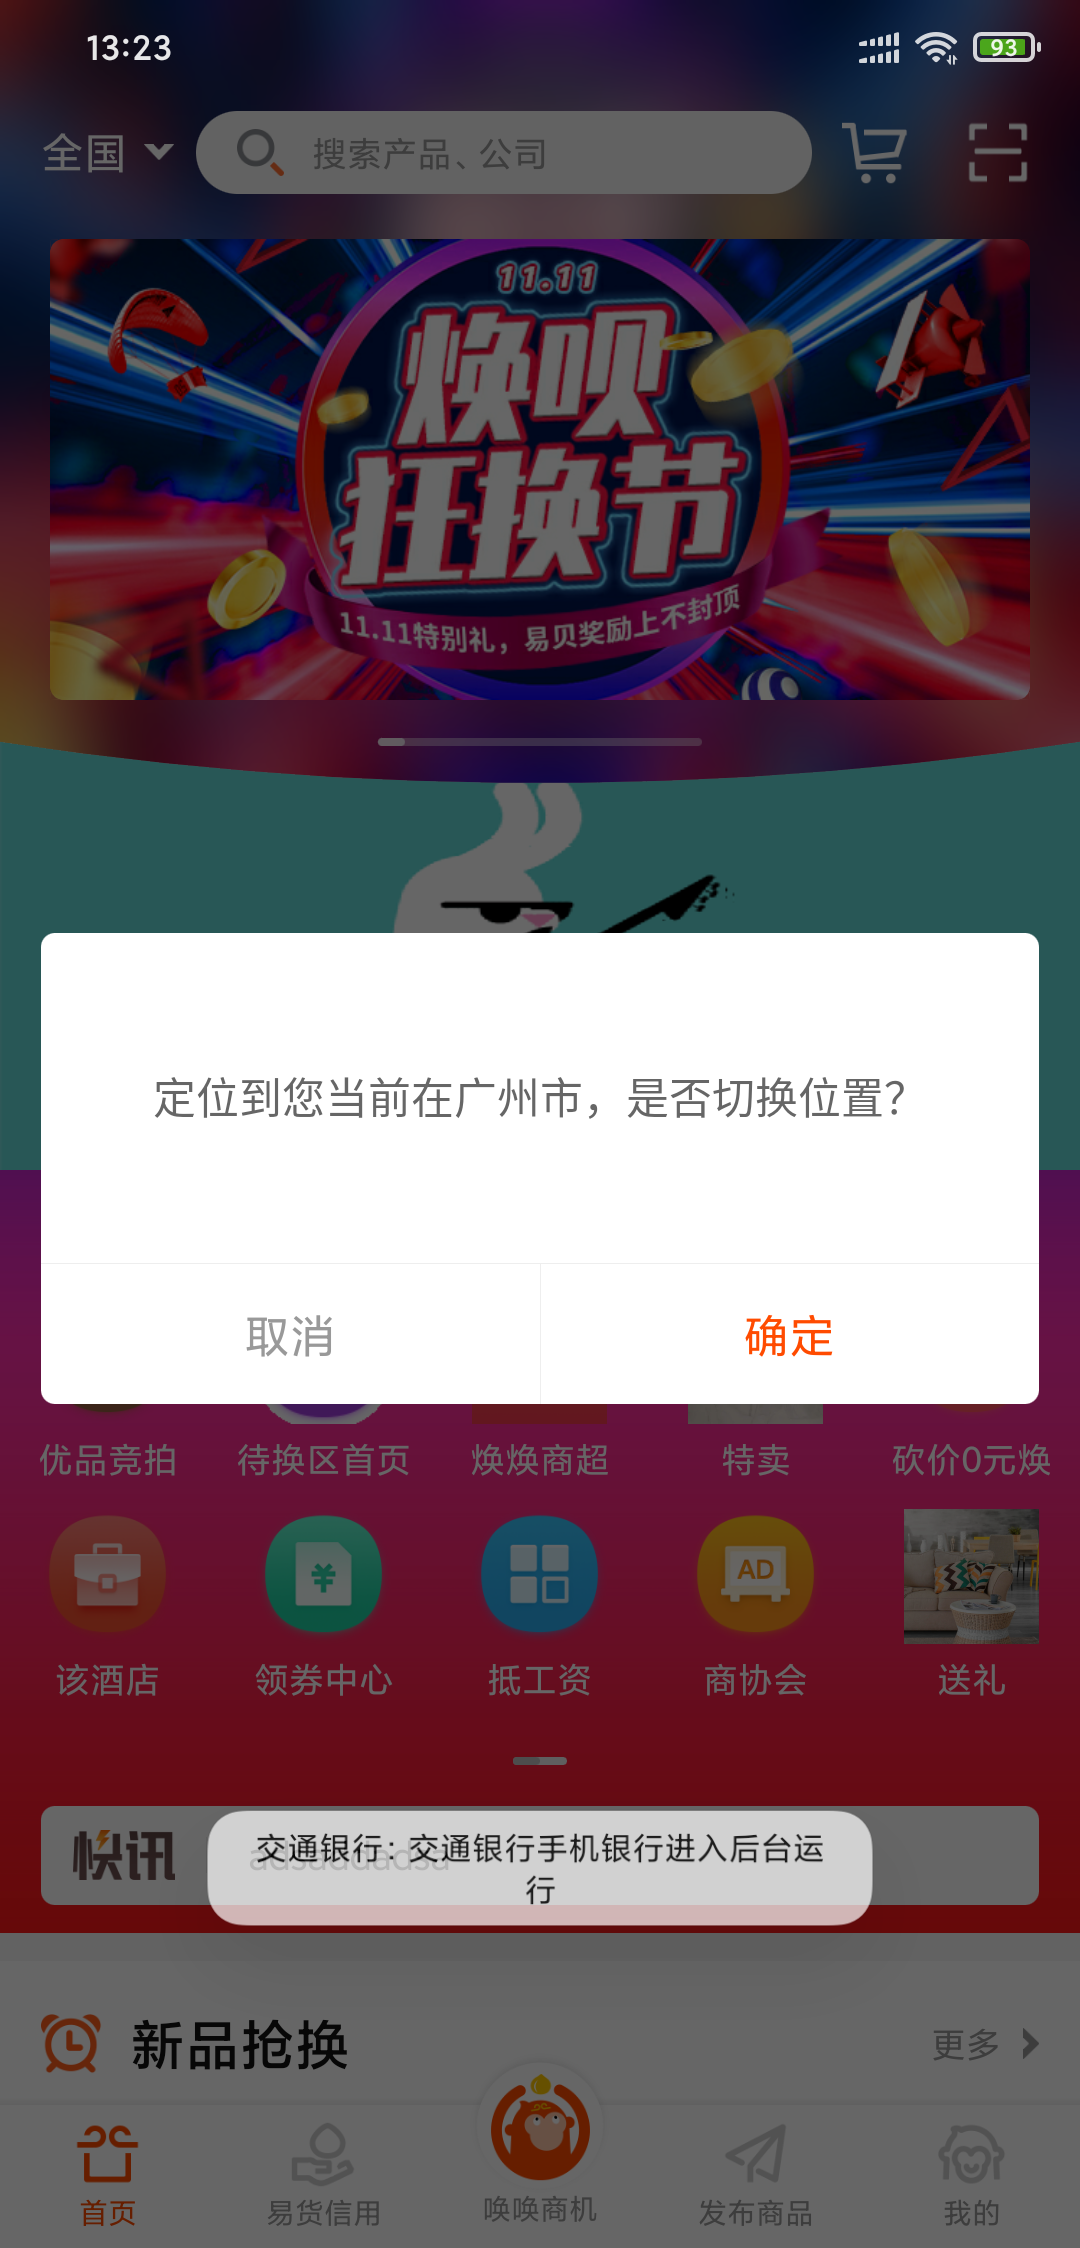 13:23
93
全国
搜索产品、公司
11.11
焕呗
狂换节
11.11特别礼，易贝奖励上不封顶
定位到您当前在广州市，是否切换位置？
取消
确定
优品竞拍
待换区首页
焕焕商超
特卖
砍价0元焕
AD
该酒店
领券中心
抵工资
商协会
送礼
快讯
adsaddadsa
交通银行：交通银行手机银行进入后台运
行
新品抢换
更多
首页
易货信用
唤唤商机
发布商品
我的